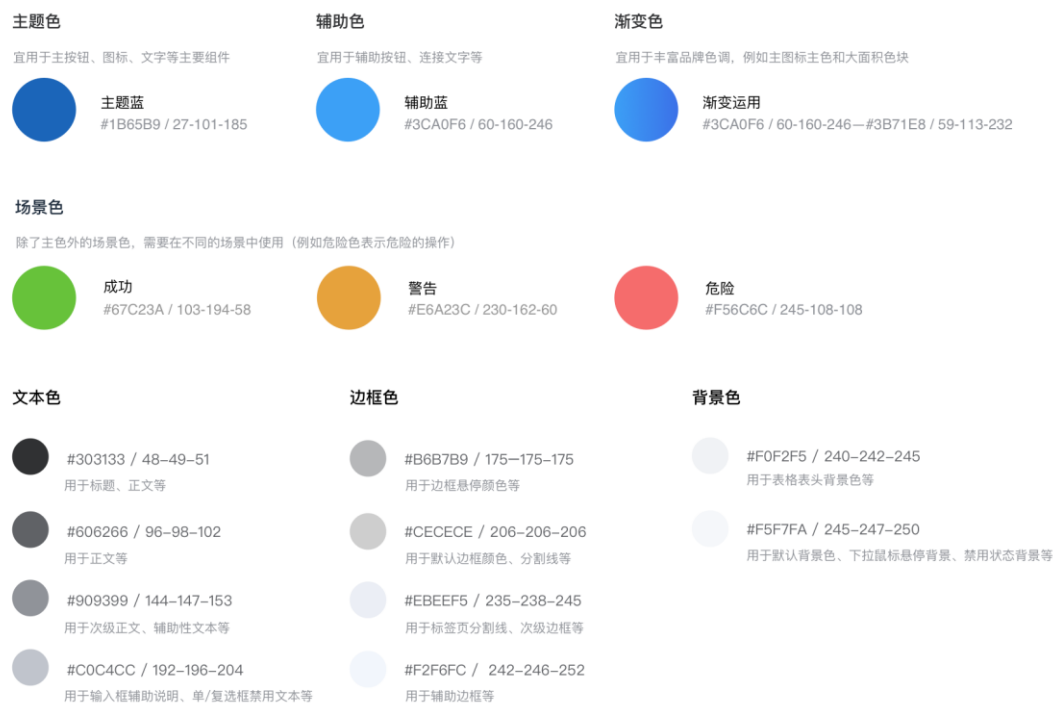 主题色
宜用于主按钮、图标、文字等主要组件
主题蓝
#1B65B9 / 27-101-185
辅助色
宜用于辅助按钮、连接文字等
辅助蓝
#3CA0F6 / 60-160-246
渐变色
宜用于丰富品牌色调，例如主图标主色和大面积色块
渐变运用
#3CA0F6 / 60-160-246—#3B71E8 / 59-113-232
场景色
除了主色外的场景色，需要在不同的场景中使用（例如危险色表示危险的操作）
成功
#67C23A / 103-194-58
警告
#E6A23C / 230-162-60
危险
#F56C6C / 245-108-108
文本色
#303133 / 48–49–51
用于标题、正文等
#606266 / 96–98–102
用于正文等
#909399 / 144–147–153
用于次级正文、辅助性文本等
#C0C4CC / 192–196–204
用于输入框辅助说明、单/复选框禁用文本等
边框色
#B6B7B9 / 175—175–175
用于边框悬停颜色等
#CECECE / 206–206–206
用于默认边框颜色、分割线等
#EBEEF5 / 235–238–245
用于标签页分割线、次级边框等
#F2F6FC / 242–246–252
用于辅助边框等
背景色
#F0F2F5 / 240–242–245
用于表格表头背景色等
#F5F7FA / 245–247–250
用于默认背景色、下拉鼠标悬停背景、禁用状态背景等